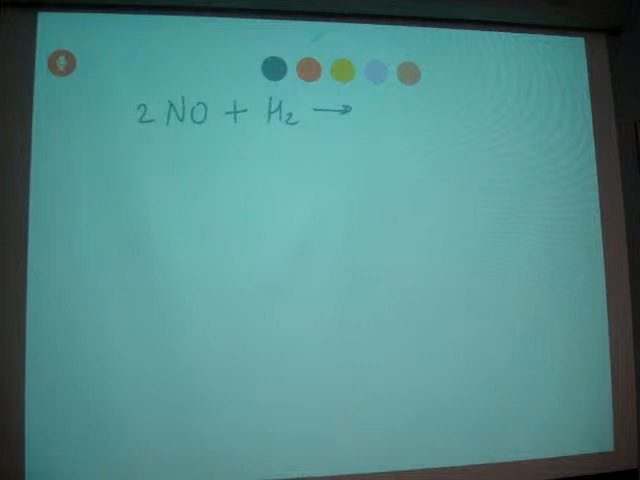 2 NO + H₂ →